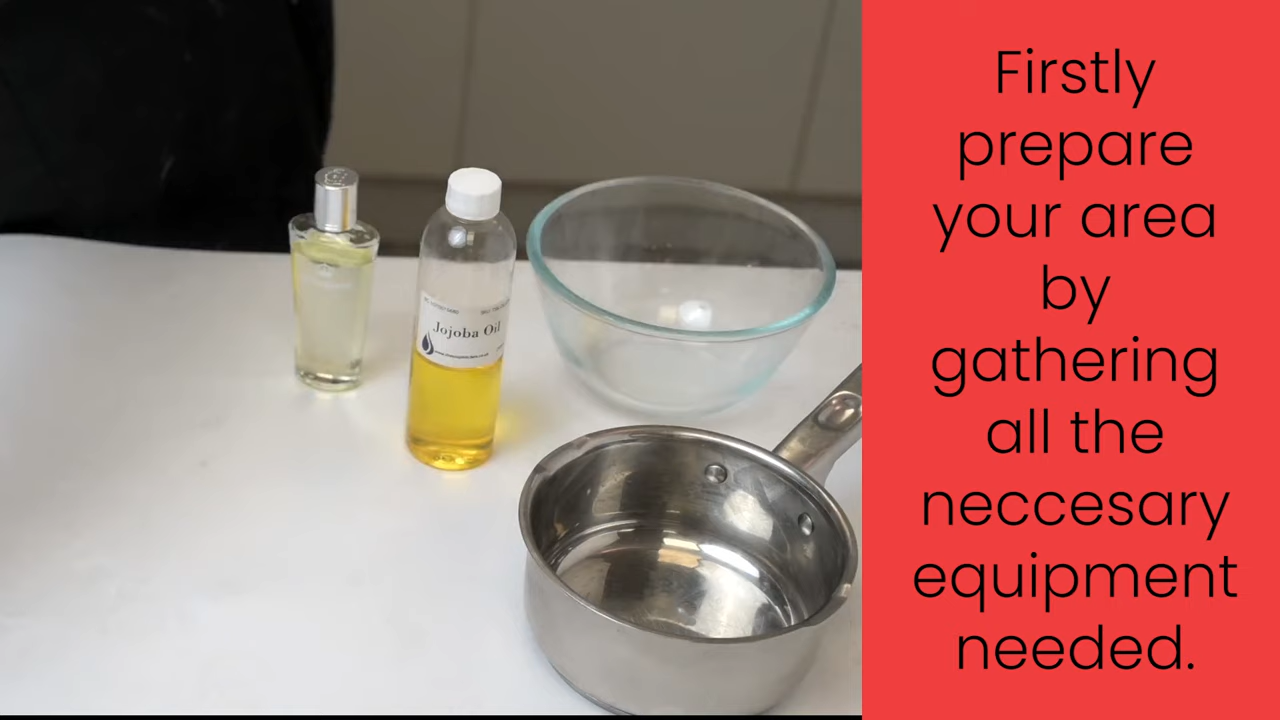 Firstly
prepare
your area
by
gathering
all the
neccesary
equipment
needed.
Jojoba Oil